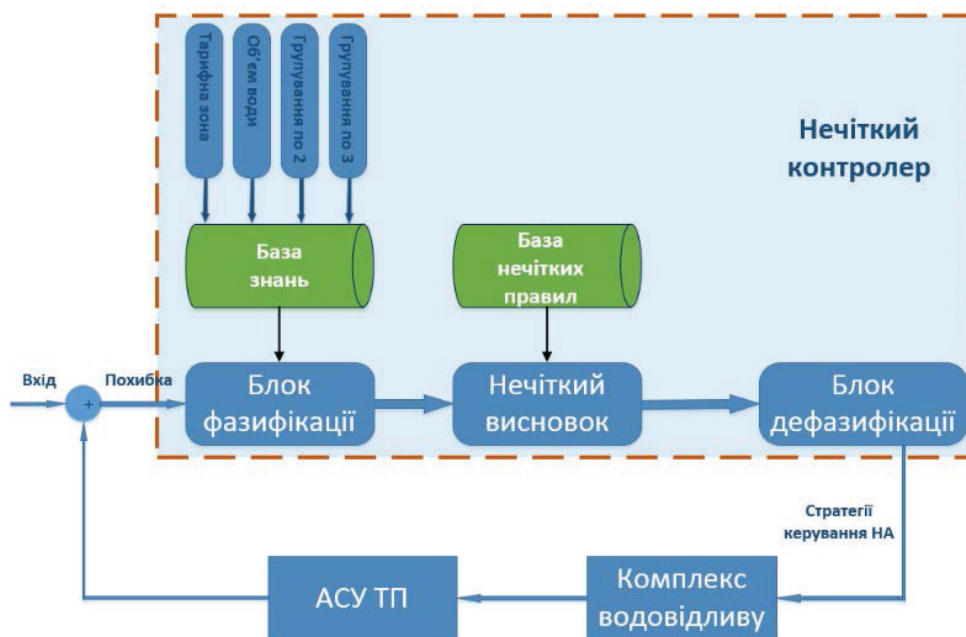 Тарифна зона
Об'єм води
Групування по 2
Групування по 3
Нечіткий
контролер
База
знань
База
нечітких
правил
Вхід
Похибка
+
Блок
фазифікації
Нечіткий
висновок
Блок
дефазифікації
Стратегії
керування НА
АСУ ТП
Комплекс
водовідливу